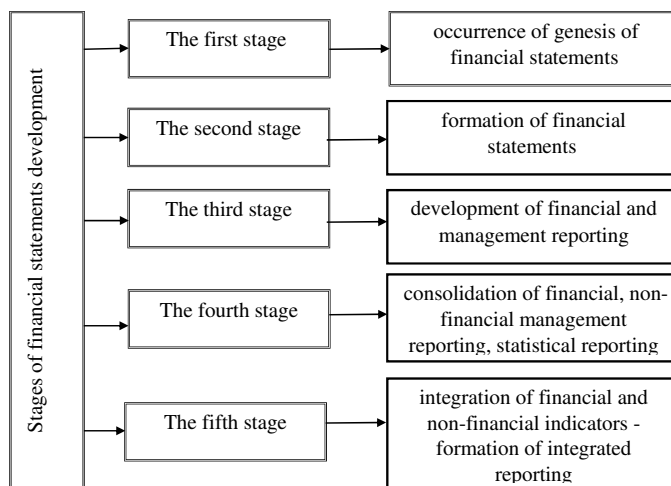 Stages of financial statements development
The first stage
occurrence of genesis of
financial statements
The second stage
formation of financial
statements
The third stage
development of financial and
management reporting
The fourth stage
consolidation of financial, non-
financial management
reporting, statistical reporting
The fifth stage
integration of financial and
non-financial indicators -
formation of integrated
reporting